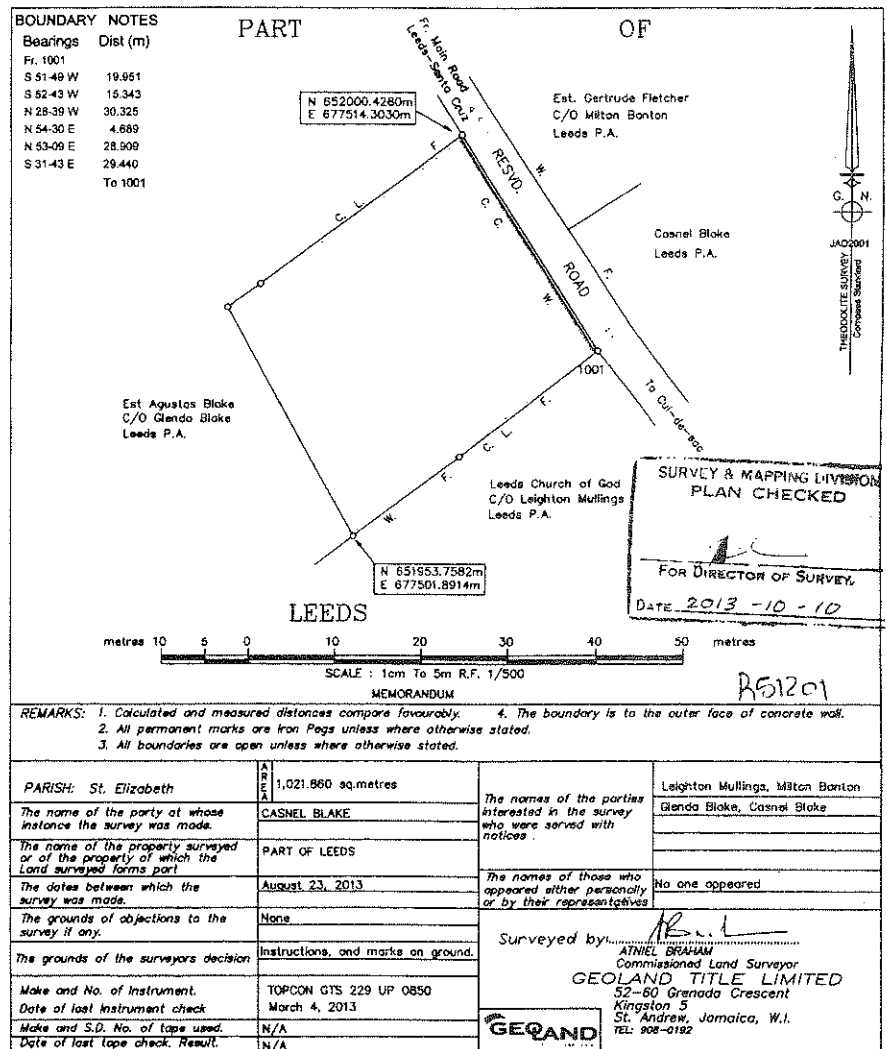 BOUNDARY NOTES
Bearings Dist (m)
Fr. 1001
S 51-49 W 19.951
S 52-43 W 15.343
N 28-39 W 30.325
N 54-30 E 4.689
N 53-09 E 28.909
S 31-43 E 29.440
To 1001
PART OF
Fr. Main Road
Leeds-Santa Cruz
N 652000.4280m
E 677514.3030m
Est. Gertrude Fletcher
C/O Milton Banton
Leeds P.A.
RESVD. ROAD
W. F.
C. L. F.
C. C. W.
G. N.
JAD2001
THEODOLITE SURVEY
Compass Standard
Casnel Blake
Leeds P.A.
1001
To Cul-de-sac
Est Agustas Blake
C/O Glenda Blake
Leeds P.A.
W. F. C. L. F.
Leeds Church of God
C/O Leighton Mullings
Leeds P.A.
N 651953.7582m
E 677501.8914m
SURVEY & MAPPING DIVISION
PLAN CHECKED
FOR DIRECTOR OF SURVEY.
DATE 2013-10-10
LEEDS
metres 10 5 0 10 20 30 40 50 metres
SCALE : 1cm To 5m R.F. 1/500
MEMORANDUM
R51201
REMARKS: 1. Calculated and measured distances compare favourably. 4. The boundary is to the outer face of concrete wall.
2. All permanent marks are Iron Pegs unless where otherwise stated.
3. All boundaries are open unless where otherwise stated.
PARISH: St. Elizabeth
AREA 1,021.860 sq.metres
The name of the party at whose
instance the survey was made.
CASNEL BLAKE
The name of the property surveyed
or of the property of which the
Land surveyed forms part
PART OF LEEDS
The dates between which the
survey was made.
August 23, 2013
The grounds of objections to the
survey if any.
None
The grounds of the surveyors decision
Instructions, and marks on ground.
Make and No. of Instrument.
TOPCON GTS 229 UP 0850
Date of last instrument check
March 4, 2013
Make and S.D. No. of tape used.
N/A
Date of last tape check. Result.
N/A
The names of the parties
interested in the survey
who were served with
notices .
Leighton Mullings, Milton Banton
Glenda Blake, Casnel Blake
The names of those who
appeared either personally
or by their representatives
No one appeared
Surveyed by:
ATNIEL BRAHAM
Commissioned Land Surveyor
GEOLAND TITLE LIMITED
52-60 Grenada Crescent
Kingston 5
St. Andrew, Jamaica, W.I.
TEL: 908-0192
GEOLAND